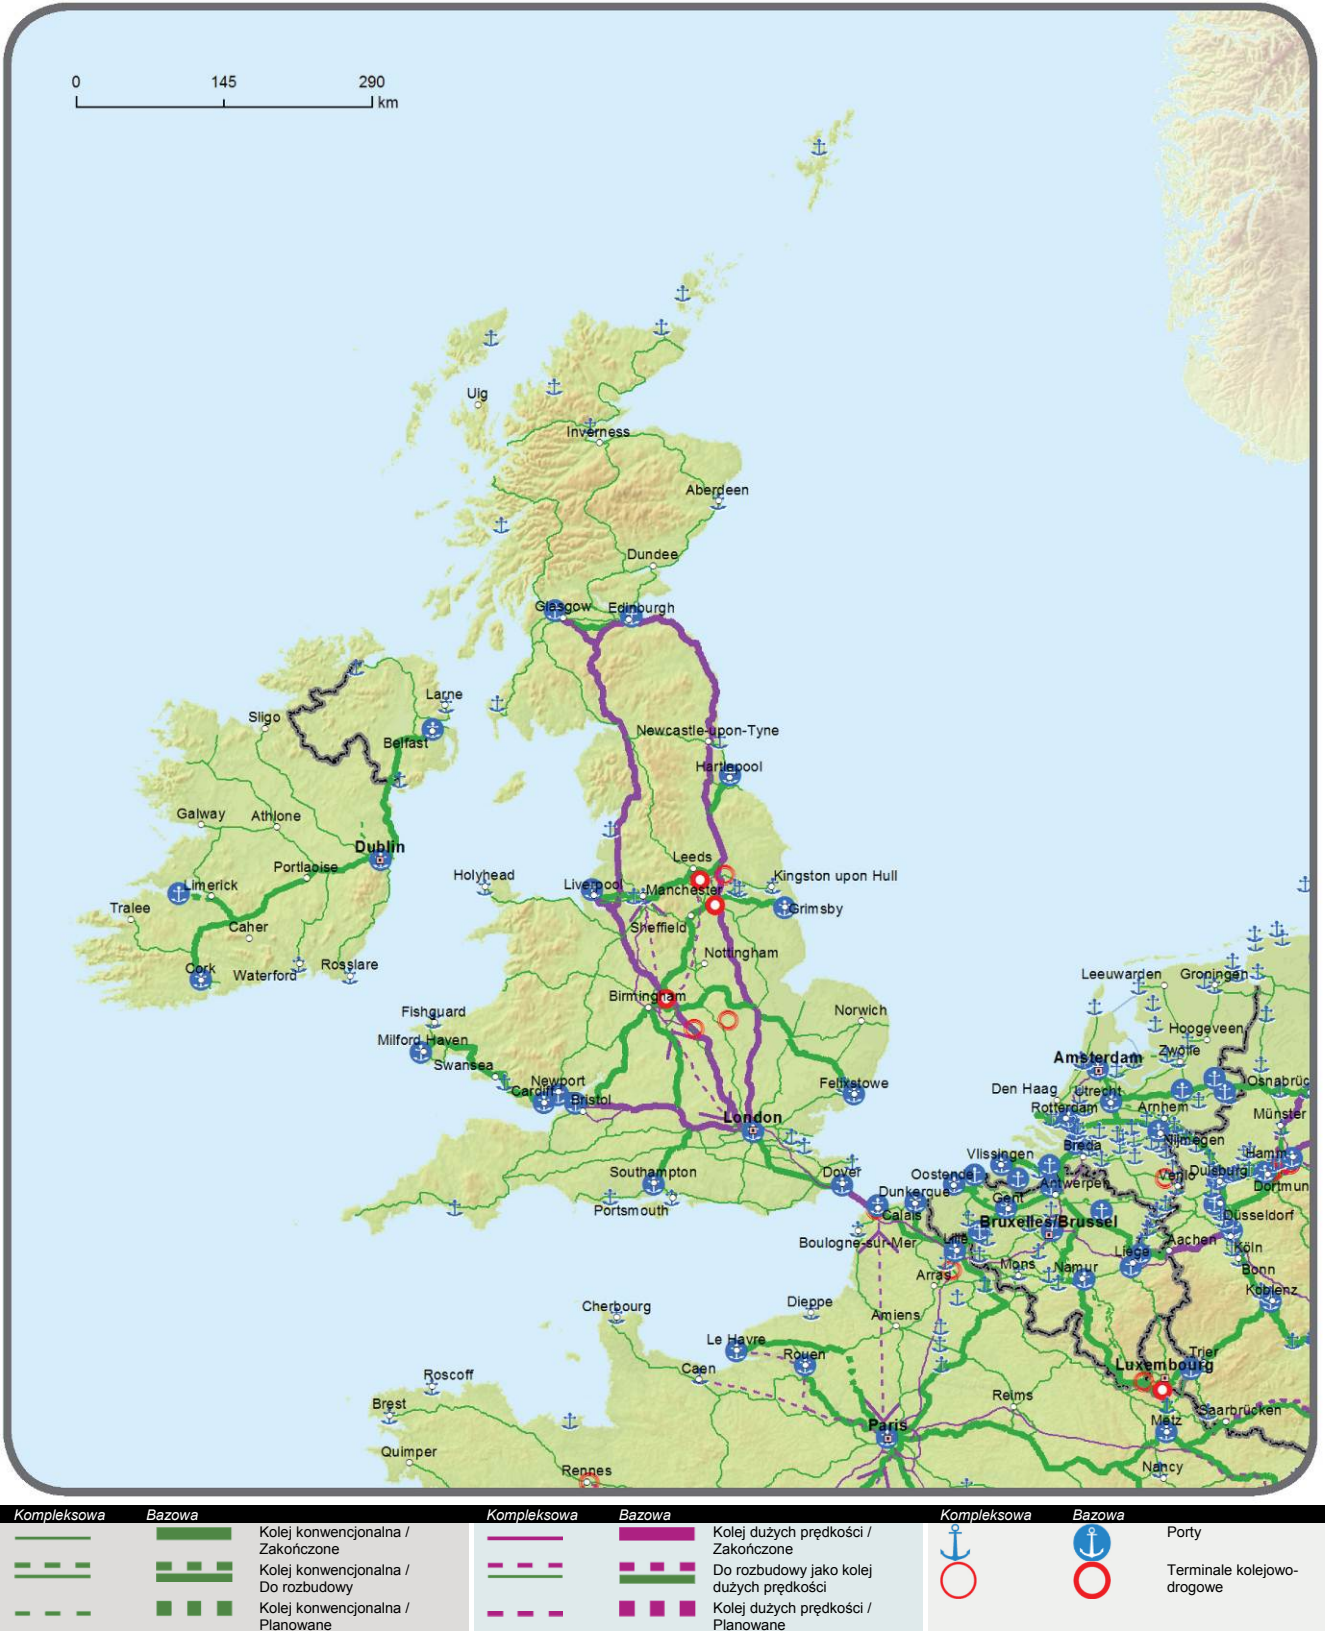 0 145 290
km
Uig
Inverness
Aberdeen
Dundee
Glasgow Edinburgh
Larne
Sligo
Newcastle-upon-Tyne
Belfast
Hartlepool
Galway Athlone
Dublin
Leeds
Portlaoise
Holyhead Kingston upon Hull
Limerick Liverpool Manchester
Tralee Grimsby
Caher Sheffield
Nottingham
Cork Waterford Rosslare
Leeuwarden Groningen
Birmingham
Fishguard Norwich
Hoogeveen
Milford Haven
Zwolle
Amsterdam
Swansea
Newport Felixstowe Osnabrüc
Cardiff Den Haag Utrecht
Bristol Rotterdam Arnhem
London Münster
Nijmegen
Breda
Vlissingen Hamm
Southampton Dover Oostende Venlo Duisburg
Antwerpen Dortmun
Dunkerque Gent
Portsmouth
Calais Düsseldorf
Bruxelles/Brussel
Boulogne-sur-Mer Lille Aachen
Liège Köln
Arras Mons Namur Bonn
Koblenz
Cherbourg Dieppe
Amiens
Le Havre
Rouen Trier
Caen Luxembourg
Roscoff
Reims
Brest Saarbrücken
Paris Metz
Quimper
Rennes Nancy
Kompleksowa Bazowa
Kolej konwencjonalna /
Zakończone
Kolej konwencjonalna /
Do rozbudowy
Kolej konwencjonalna /
Planowane
Kompleksowa Bazowa
Kolej dużych prędkości /
Zakończone
Do rozbudowy jako kolej
dużych prędkości
Kolej dużych prędkości /
Planowane
Kompleksowa Bazowa
Porty
Terminale kolejowo-
drogowe